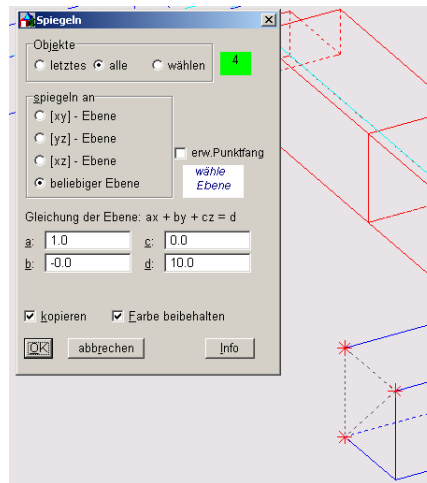 Spiegeln
Objekte
letztes alle wählen 4
spiegeln an
[xy] - Ebene
[yz] - Ebene
[xz] - Ebene
beliebiger Ebene
erw.Punktfang
wähle
Ebene
Gleichung der Ebene: ax + by + cz = d
a: 1.0 c: 0.0
b: -0.0 d: 10.0
kopieren Farbe beibehalten
OK abbrechen Info